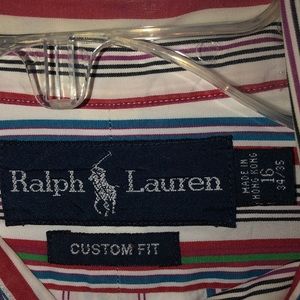 Ralph Lauren
MADE IN
HONG KONG
16
34/35
CUSTOM FIT